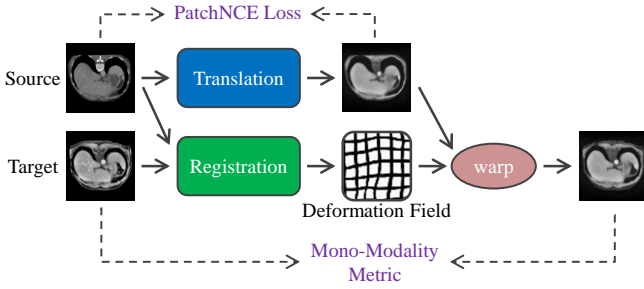 PatchNCE Loss
Source
Translation
Target
Registration
warp
Deformation Field
Mono-Modality
Metric